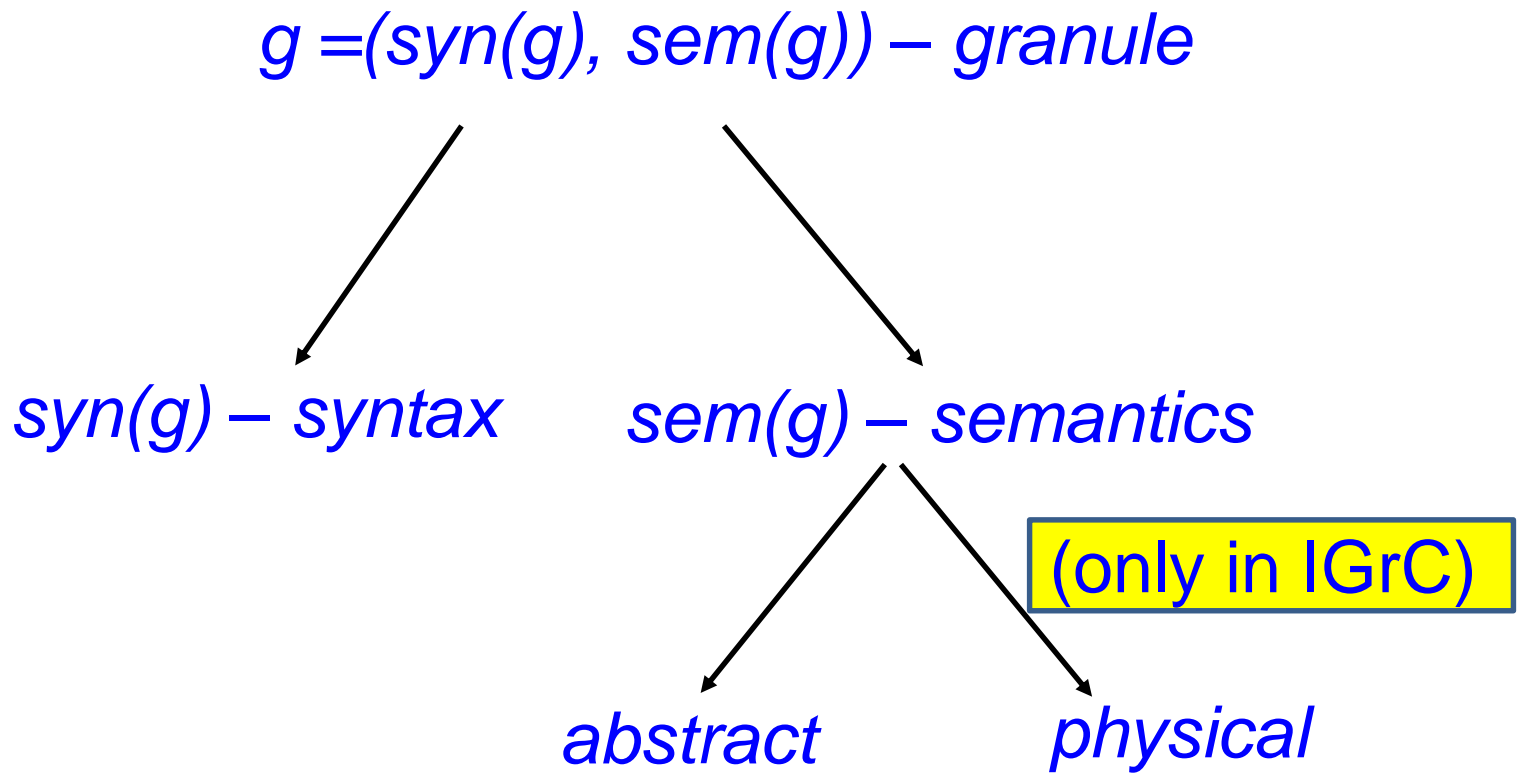 g =(syn(g), sem(g)) – granule
syn(g) – syntax
sem(g) – semantics
(only in IGrC)
abstract
physical